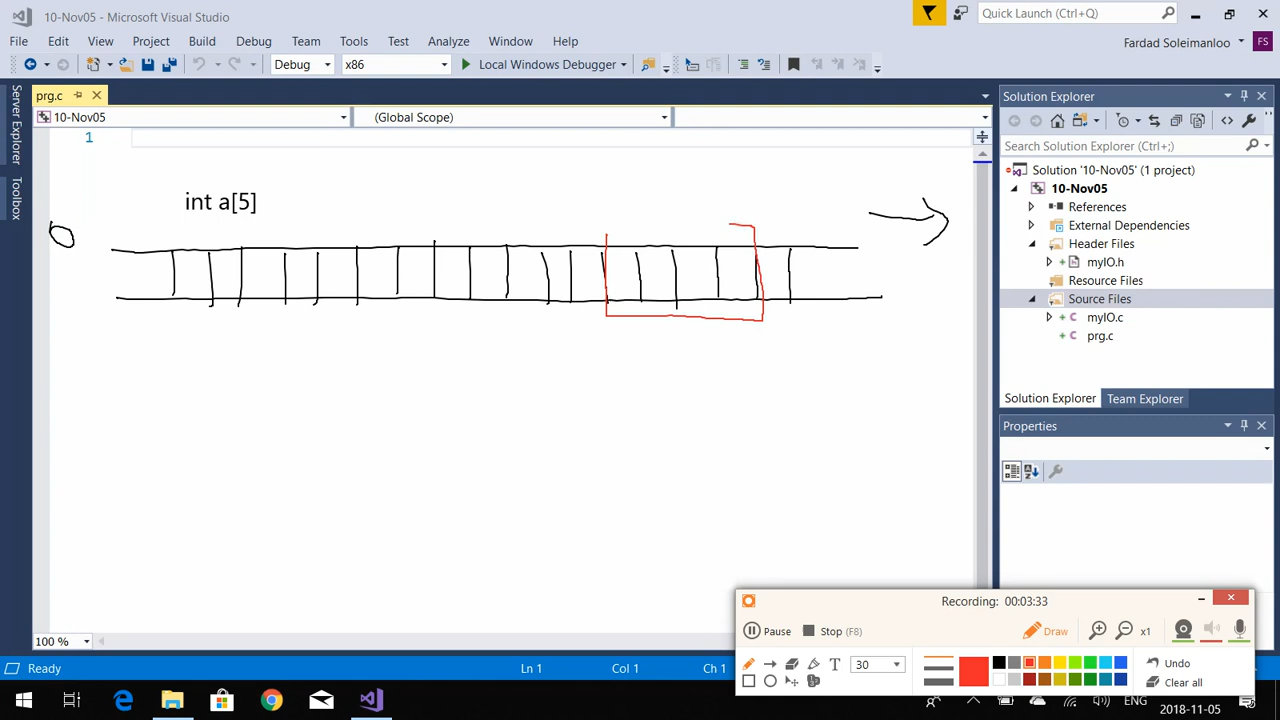 10-Nov05 - Microsoft Visual Studio
Quick Launch (Ctrl+Q)
File Edit View Project Build Debug Team Tools Test Analyze Window Help
Fardad Soleimanloo FS
Debug x86 Local Windows Debugger
Server Explorer
Toolbox
prg.c
10-Nov05 (Global Scope)
1
int a[5]
0
Solution Explorer
Search Solution Explorer (Ctrl+;)
Solution '10-Nov05' (1 project)
10-Nov05
References
External Dependencies
Header Files
myIO.h
Resource Files
Source Files
myIO.c
prg.c
Solution Explorer Team Explorer
Properties
100 %
Recording: 00:03:33
Pause Stop (F8) Draw x1
T 30
Undo
Clear all
Ready Ln 1 Col 1 Ch 1
ENG
2018-11-05